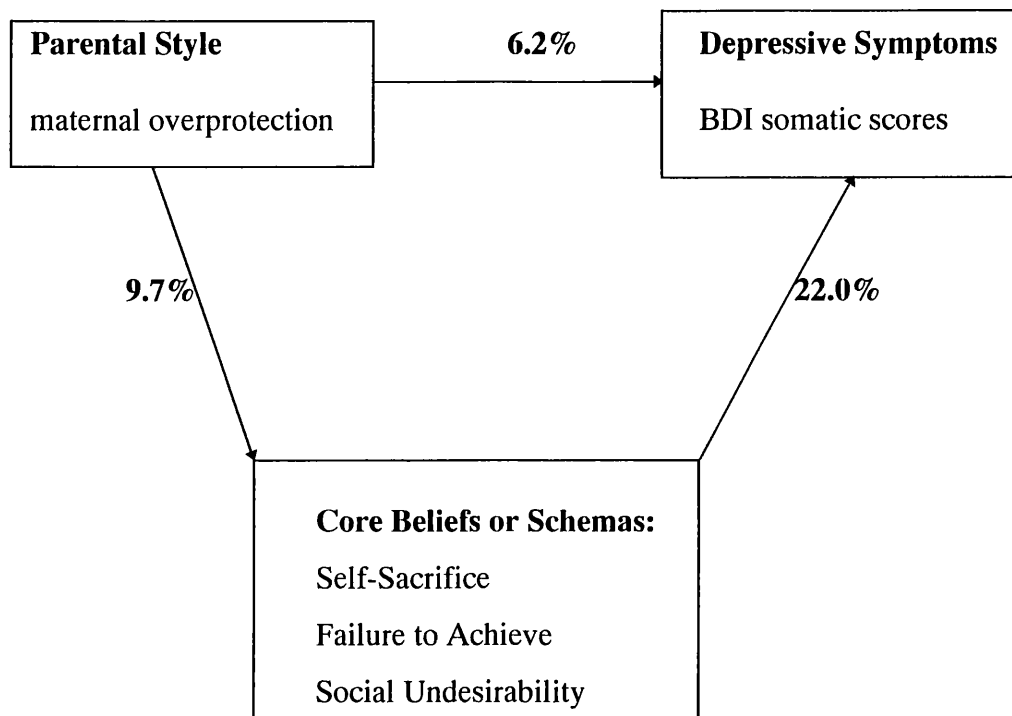 Parental Style
maternal overprotection
6.2%
Depressive Symptoms
BDI somatic scores
9.7%
22.0%
Core Beliefs or Schemas:
Self-Sacrifice
Failure to Achieve
Social Undesirability